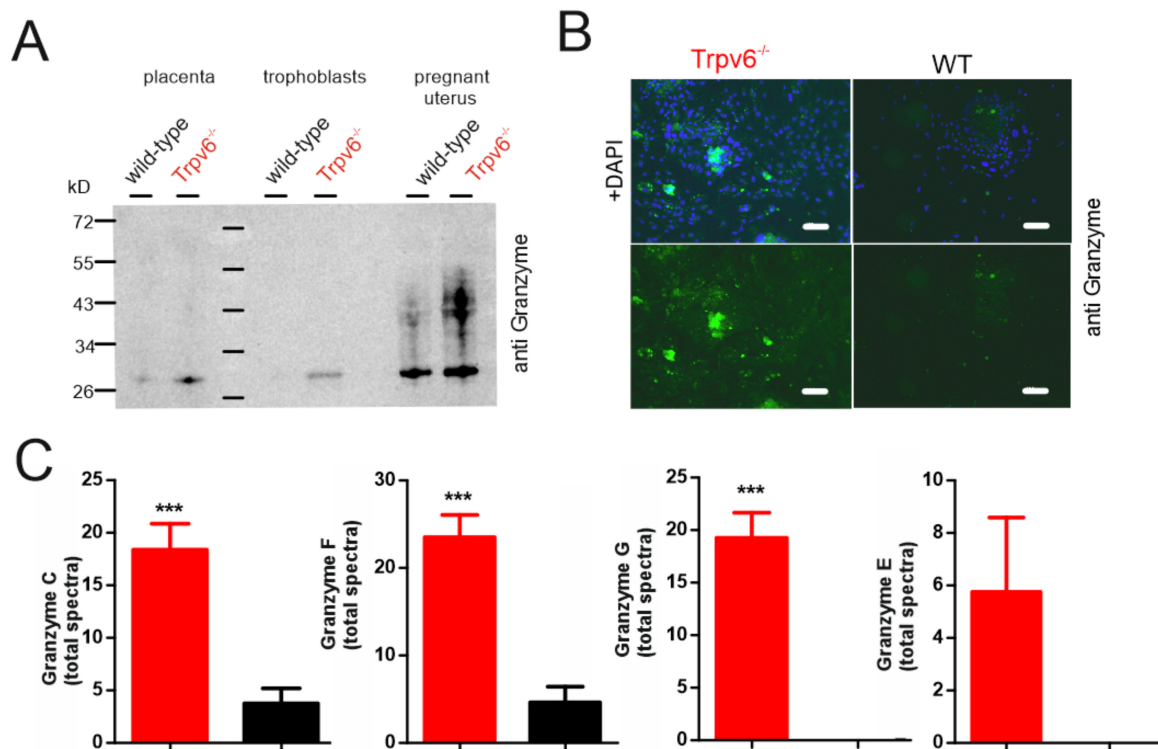 A
placenta
trophoblasts
pregnant
uterus
wild-type
Trpv6-/-
wild-type
Trpv6-/-
wild-type
Trpv6-/-
kD
72
55
43
34
26
anti Granzyme
B
Trpv6-/-
WT
+DAPI
anti Granzyme
C
Granzyme C
(total spectra)
25
20
15
10
5
0
***
Granzyme F
(total spectra)
30
20
10
0
***
Granzyme G
(total spectra)
25
20
15
10
5
0
***
Granzyme E
(total spectra)
10
8
6
4
2
0